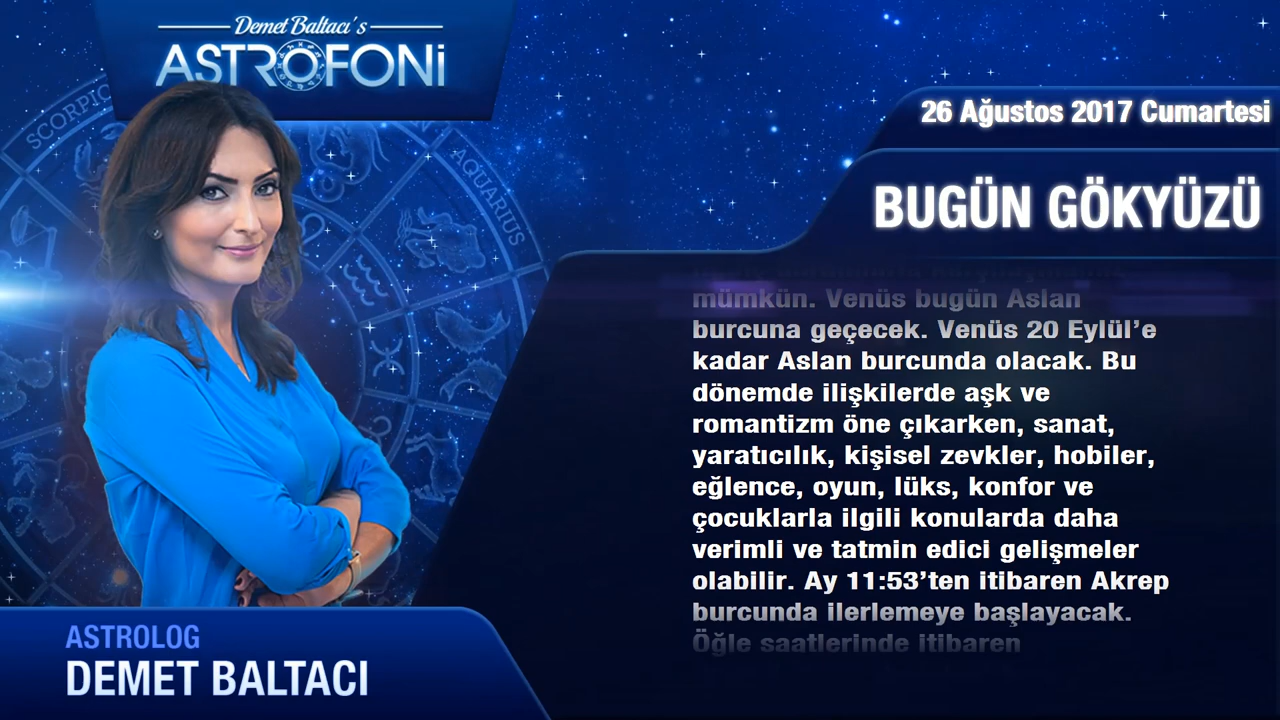 Demet Baltacı's
ASTROFONİ
SCORPIO
AQUARIUS
26 Ağustos 2017 Cumartesi
BUGÜN GÖKYÜZÜ
mümkün. Venüs bugün Aslan
burcuna geçecek. Venüs 20 Eylül’e
kadar Aslan burcunda olacak. Bu
dönemde ilişkilerde aşk ve
romantizm öne çıkarken, sanat,
yaratıcılık, kişisel zevkler, hobiler,
eğlence, oyun, lüks, konfor ve
çocuklarla ilgili konularda daha
verimli ve tatmin edici gelişmeler
olabilir. Ay 11:53’ten itibaren Akrep
burcunda ilerlemeye başlayacak.
Öğle saatlerinde itibaren
ASTROLOG
DEMET BALTACI